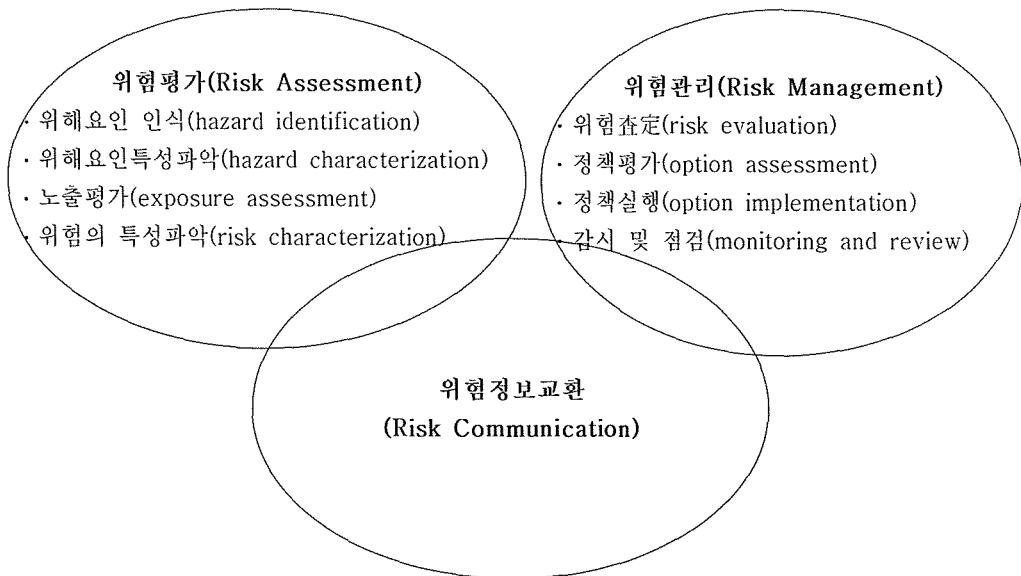 위험평가(Risk Assessment)
· 위해요인 인식(hazard identification)
· 위해요인특성파악(hazard characterization)
· 노출평가(exposure assessment)
· 위험의 특성파악(risk characterization)
위험관리(Risk Management)
· 위험査定(risk evaluation)
· 정책평가(option assessment)
· 정책실행(option implementation)
· 감시 및 점검(monitoring and review)
위험정보교환
(Risk Communication)